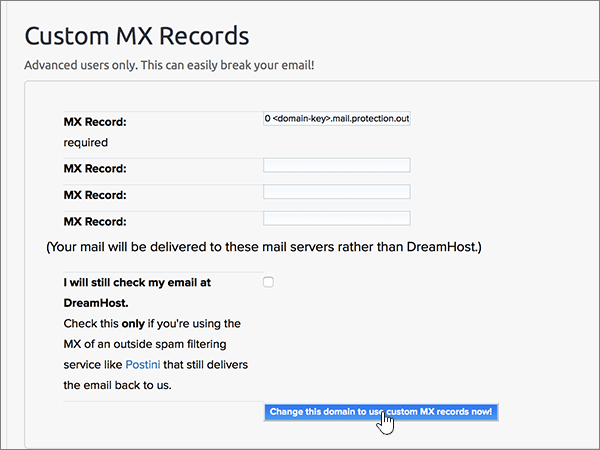 Custom MX Records
Advanced users only. This can easily break your email!
MX Record:
0 <domain-key>.mail.protection.out
required
MX Record:
MX Record:
MX Record:
(Your mail will be delivered to these mail servers rather than DreamHost.)
I will still check my email at
DreamHost.
Check this only if you're using the
MX of an outside spam filtering
service like Postini that still delivers
the email back to us.
Change this domain to use custom MX records now!